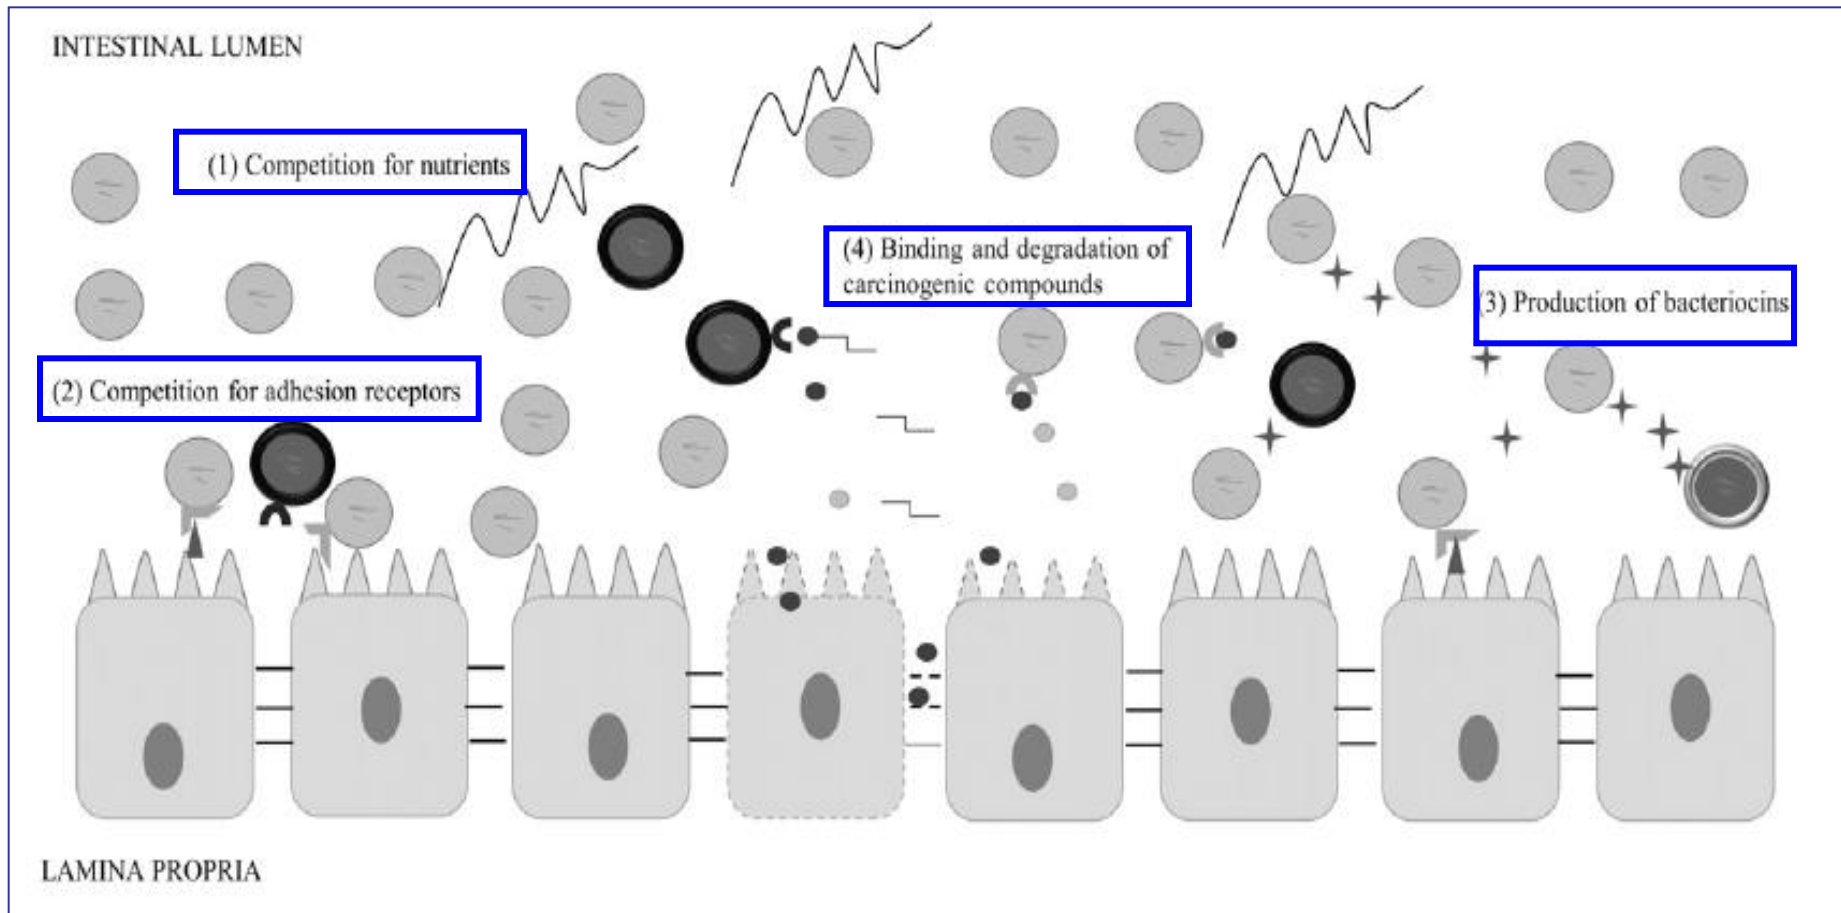 INTESTINAL LUMEN
(1) Competition for nutrients
(4) Binding and degradation of
carcinogenic compounds
(3) Production of bacteriocins
(2) Competition for adhesion receptors
LAMINA PROPRIA